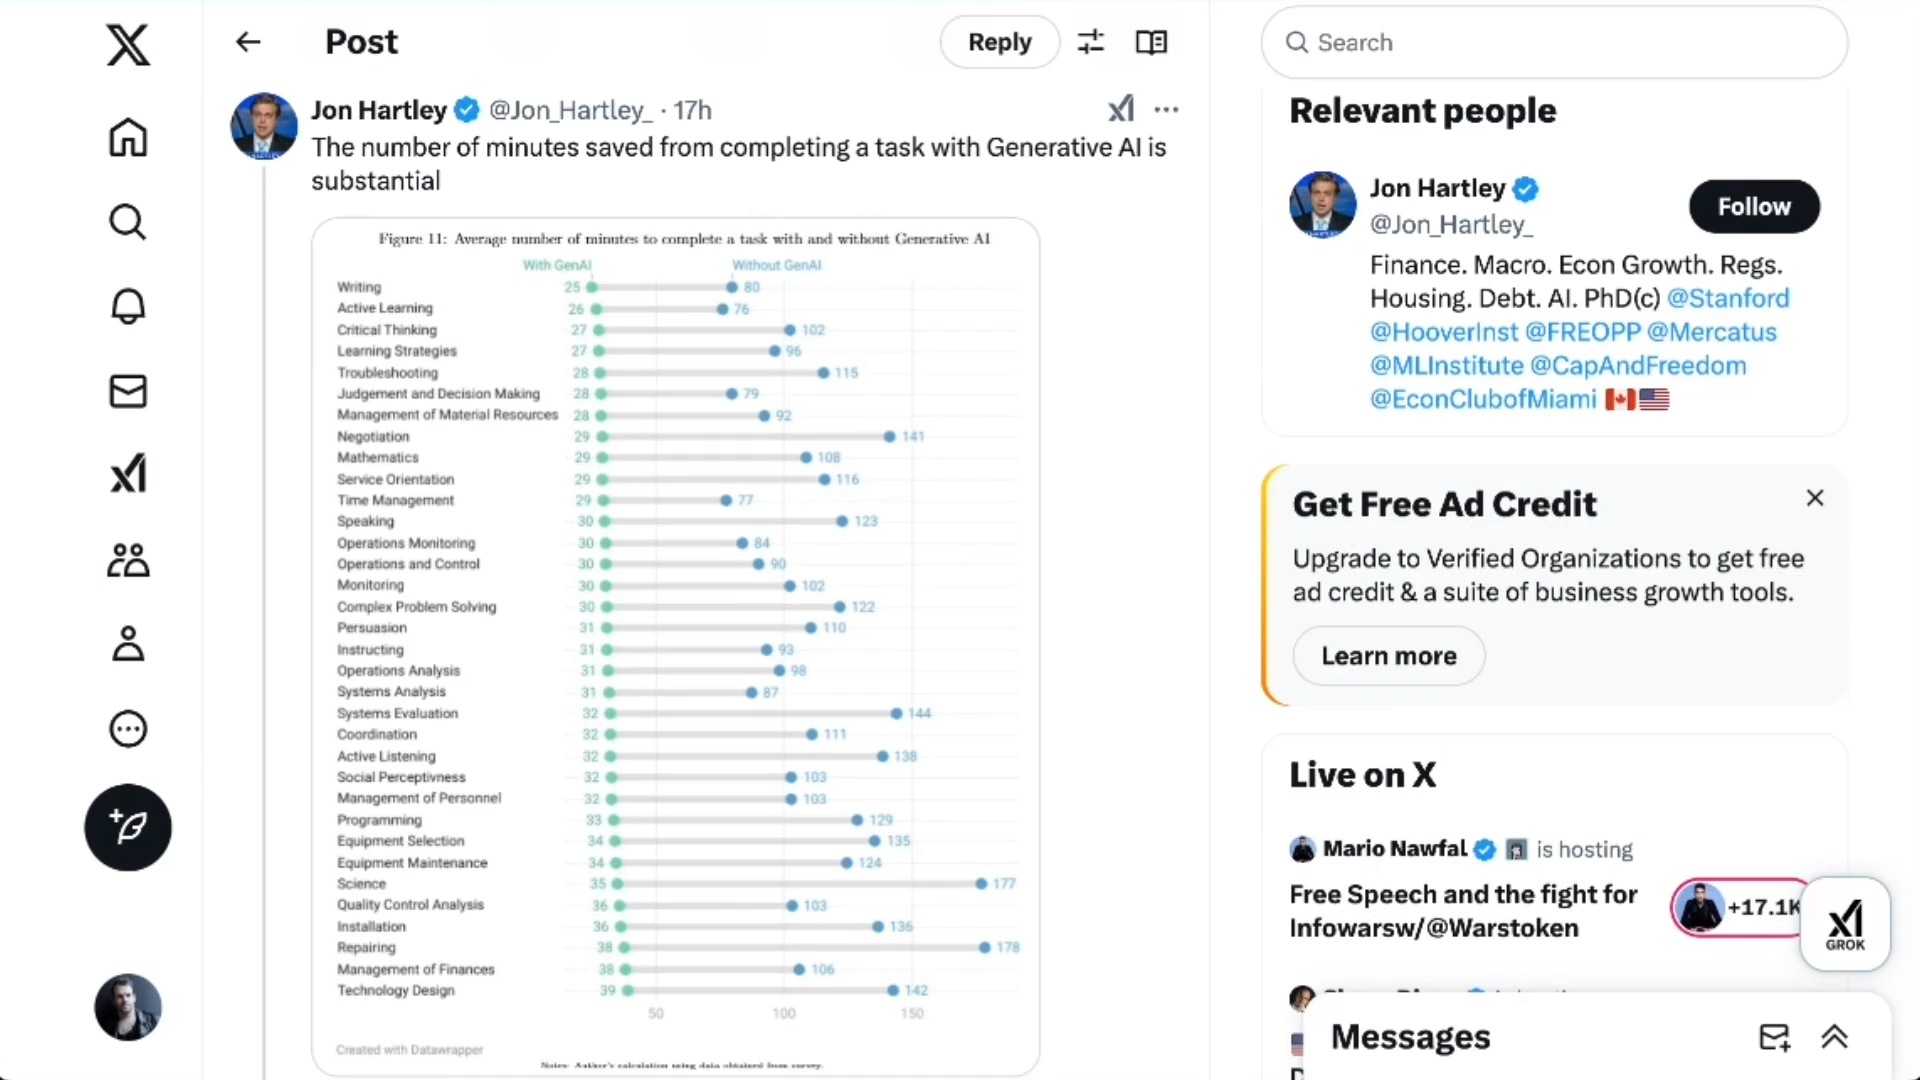 Post
Reply
Jon Hartley @Jon_Hartley_ · 17h
The number of minutes saved from completing a task with Generative AI is
substantial
Figure 11: Average number of minutes to complete a task with and without Generative AI
With GenAI Without GenAI
Writing 25 80
Active Learning 26 76
Critical Thinking 27 102
Learning Strategies 27 96
Troubleshooting 28 115
Judgement and Decision Making 28 79
Management of Material Resources 28 92
Negotiation 29 141
Mathematics 29 108
Service Orientation 29 116
Time Management 29 77
Speaking 30 123
Operations Monitoring 30 84
Operations and Control 30 90
Monitoring 30 102
Complex Problem Solving 30 122
Persuasion 31 110
Instructing 31 93
Operations Analysis 31 98
Systems Analysis 31 87
Systems Evaluation 32 144
Coordination 32 111
Active Listening 32 138
Social Perceptivness 32 103
Management of Personnel 32 103
Programming 33 129
Equipment Selection 34 135
Equipment Maintenance 34 124
Science 35 177
Quality Control Analysis 36 103
Installation 36 136
Repairing 38 178
Management of Finances 38 106
Technology Design 39 142
50 100 150
Created with Datawrapper
Notes: Author's calculation using data obtained from survey.
Search
Relevant people
Jon Hartley
@Jon_Hartley_
Follow
Finance. Macro. Econ Growth. Regs.
Housing. Debt. AI. PhD(c) @Stanford
@HooverInst @FREOPP @Mercatus
@MLInstitute @CapAndFreedom
@EconClubofMiami
Get Free Ad Credit
Upgrade to Verified Organizations to get free
ad credit & a suite of business growth tools.
Learn more
Live on X
Mario Nawfal is hosting
Free Speech and the fight for
Infowarsw/@Warstoken
+17.1K
GROK
Messages